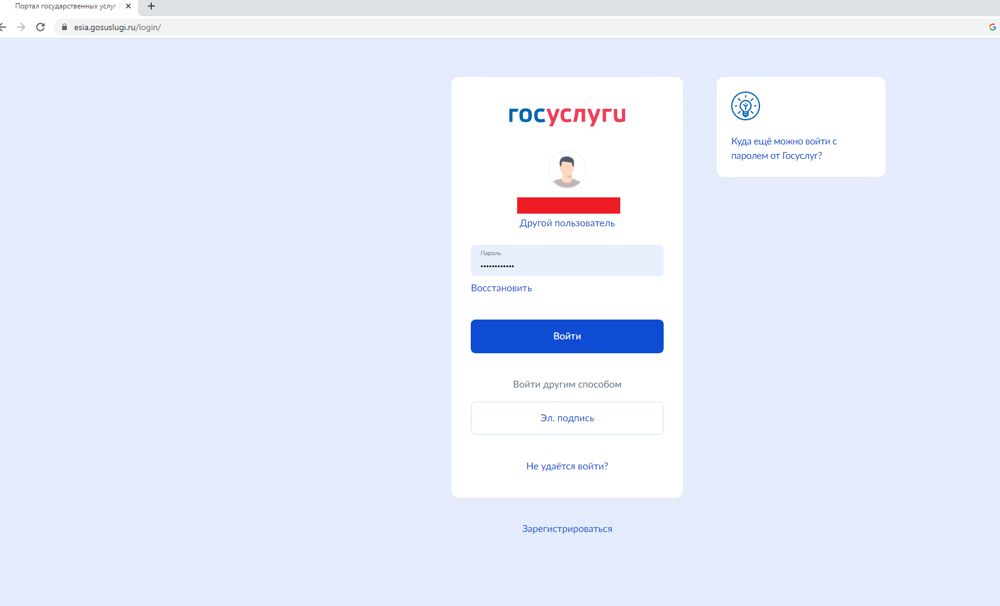 Портал государственных услуг
esia.gosuslugi.ru/login/
госуслуги
Другой пользователь
Пароль
••••••••••••
Восстановить
Войти
Войти другим способом
Эл. подпись
Не удаётся войти?
Зарегистрироваться
Куда ещё можно войти с
паролем от Госуслуг?